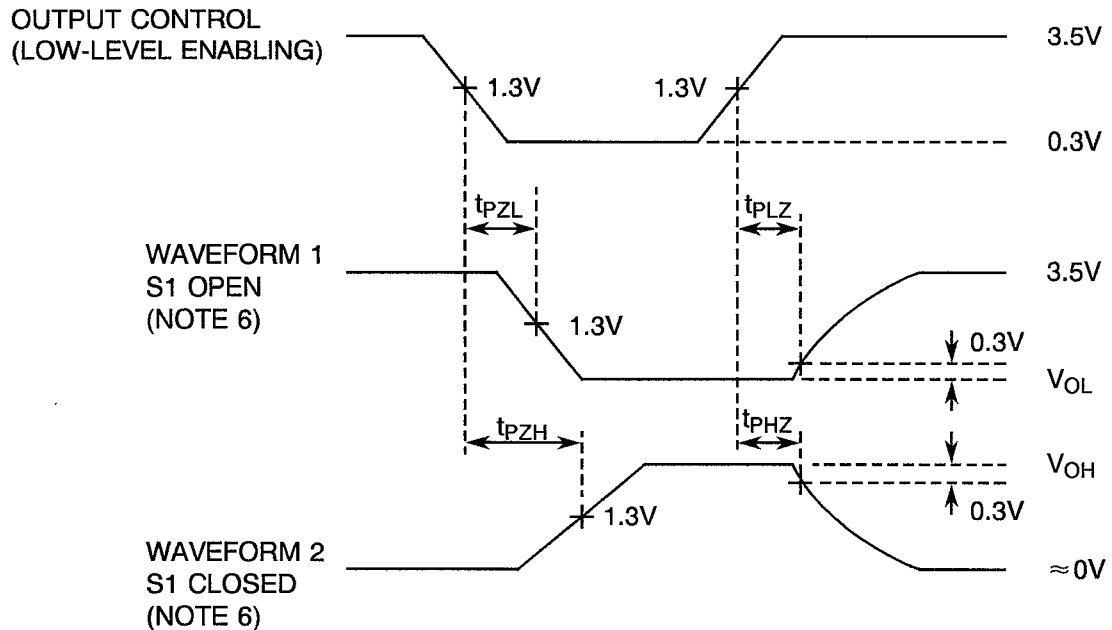 OUTPUT CONTROL
(LOW-LEVEL ENABLING)
3.5V
1.3V
1.3V
0.3V
tPZL
tPLZ
WAVEFORM 1
S1 OPEN
(NOTE 6)
3.5V
1.3V
0.3V
VOL
tPZH
tPHZ
VOH
1.3V
0.3V
WAVEFORM 2
S1 CLOSED
(NOTE 6)
≈0V